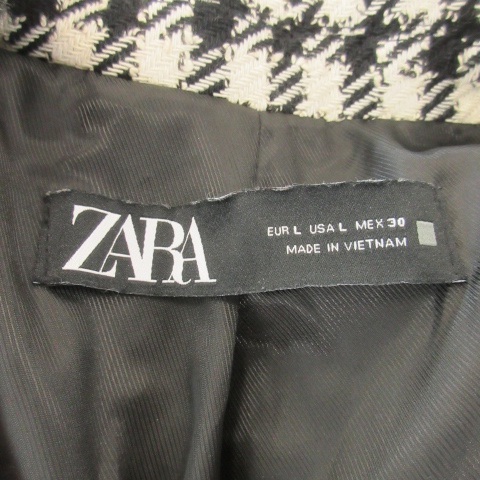 ZARA
EUR L USA L MEX 30
MADE IN VIETNAM